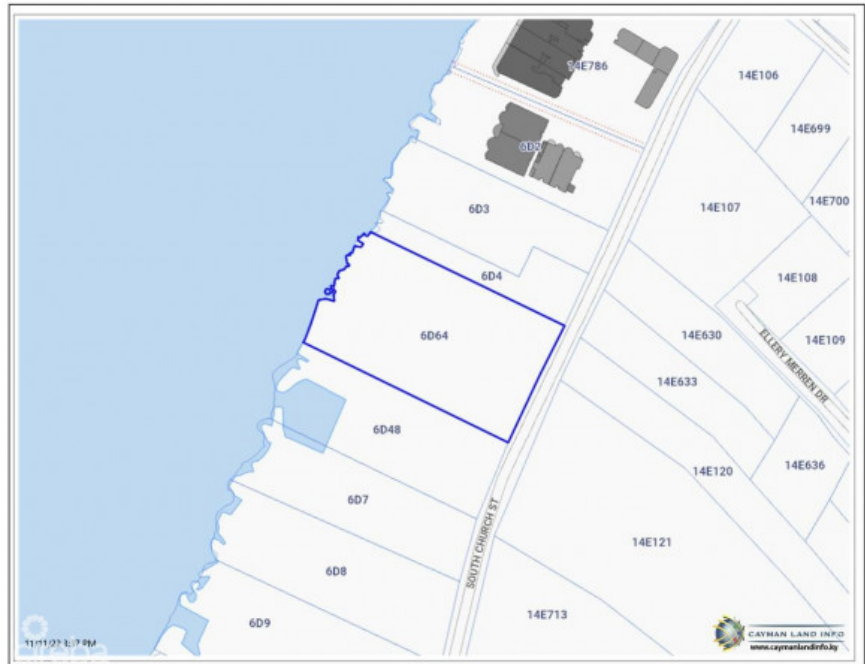 14E786
14E106
14E699
6D2
14E700
6D3
14E107
6D4
14E108
6D64
14E630
14E109
ELLERY MERREN DR
14E633
6D48
14E120
14E636
6D7
SOUTH CHURCH ST
14E121
6D8
14E713
6D9
CAYMAN LAND INFO
www.caymanlandinfo.ky